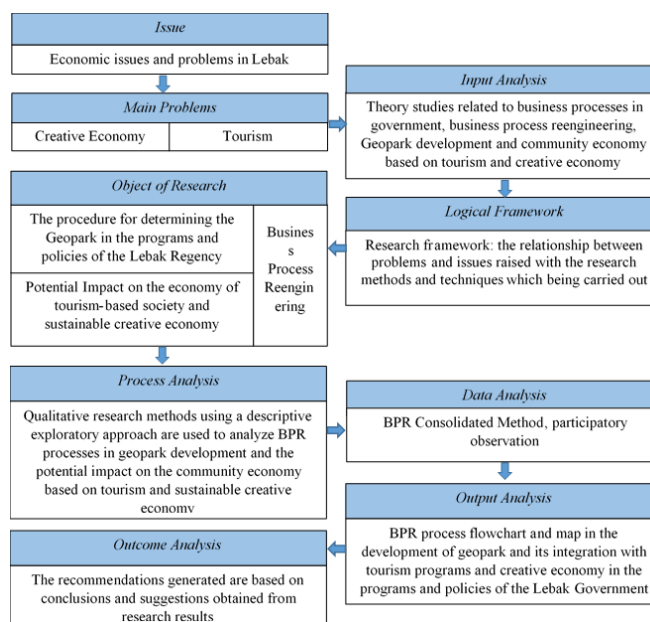 Issue
Economic issues and problems in Lebak
Main Problems
Creative Economy
Tourism
Input Analysis
Theory studies related to business processes in
government, business process reengineering,
Geopark development and community economy
based on tourism and creative economy
Logical Framework
Research framework: the relationship between
problems and issues raised with the research
methods and techniques which being carried out
Object of Research
The procedure for determining the
Geopark in the programs and
policies of the Lebak Regency
Potential Impact on the economy of
tourism-based society and
sustainable creative economy
Busines
s
Process
Reengin
ering
Process Analysis
Qualitative research methods using a descriptive
exploratory approach are used to analyze BPR
processes in geopark development and the
potential impact on the community economy
based on tourism and sustainable creative
economy
Data Analysis
BPR Consolidated Method, participatory
observation
Output Analysis
BPR process flowchart and map in the
development of geopark and its integration with
tourism programs and creative economy in the
programs and policies of the Lebak Government
Outcome Analysis
The recommendations generated are based on
conclusions and suggestions obtained from
research results